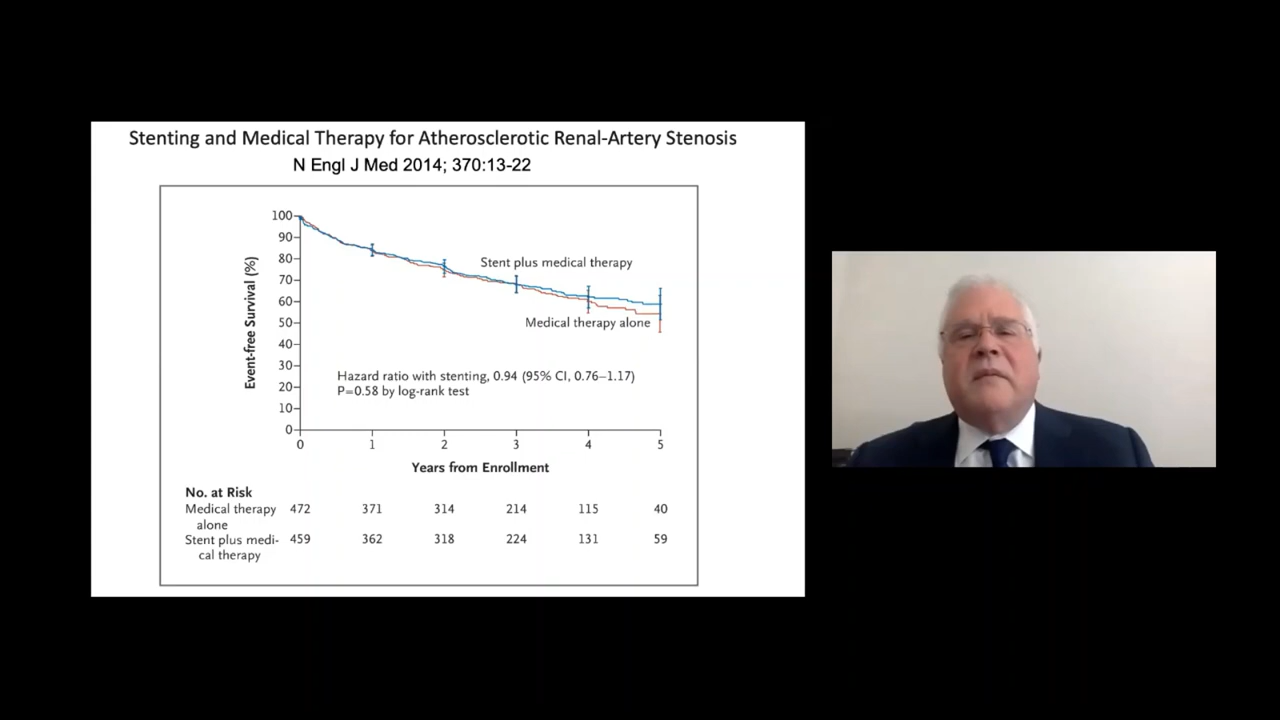 Stenting and Medical Therapy for Atherosclerotic Renal-Artery Stenosis
N Engl J Med 2014; 370:13-22
Event-free Survival (%)
100
90
80
70
60
50
40
30
20
10
0
Stent plus medical therapy
Medical therapy alone
Hazard ratio with stenting, 0.94 (95% CI, 0.76–1.17)
P=0.58 by log-rank test
0 1 2 3 4 5
Years from Enrollment
No. at Risk
Medical therapy 472 371 314 214 115 40
alone
Stent plus medi- 459 362 318 224 131 59
cal therapy